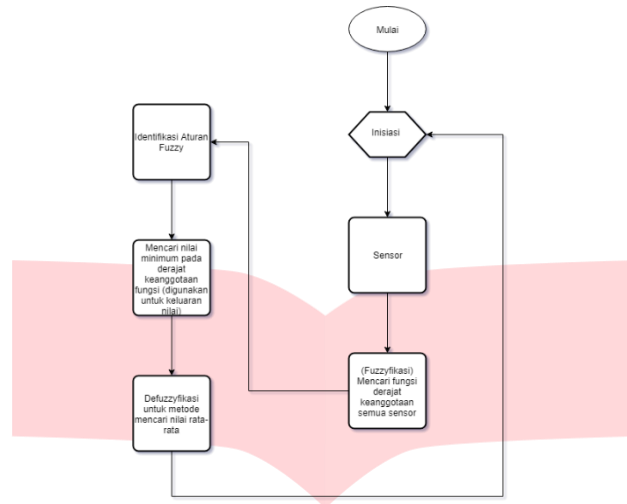 Mulai
Inisiasi
Sensor
(Fuzzyfikasi)
Mencari fungsi
derajat
keanggotaan
semua sensor
Identifikasi Aturan
Fuzzy
Mencari nilai
minimum pada
derajat
keanggotaan
fungsi (digunakan
untuk keluaran
nilai)
Defuzzyfikasi
untuk metode
mencari nilai rata-
rata